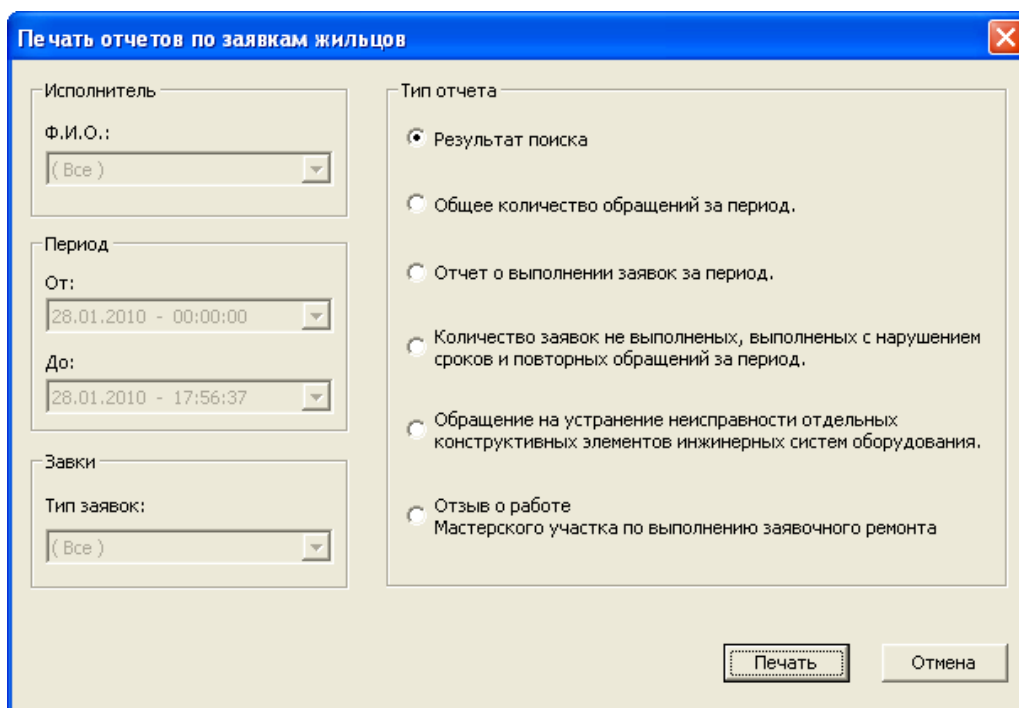 Печать отчетов по заявкам жильцов
Исполнитель
Ф.И.О.:
( Все )
Период
От:
28.01.2010 - 00:00:00
До:
28.01.2010 - 17:56:37
Завки
Тип заявок:
( Все )
Тип отчета
Результат поиска
Общее количество обращений за период.
Отчет о выполнении заявок за период.
Количество заявок не выполненых, выполненых с нарушением
сроков и повторных обращений за период.
Обращение на устранение неисправности отдельных
конструктивных элементов инжинерных систем оборудования.
Отзыв о работе
Мастерского участка по выполнению заявочного ремонта
Печать
Отмена